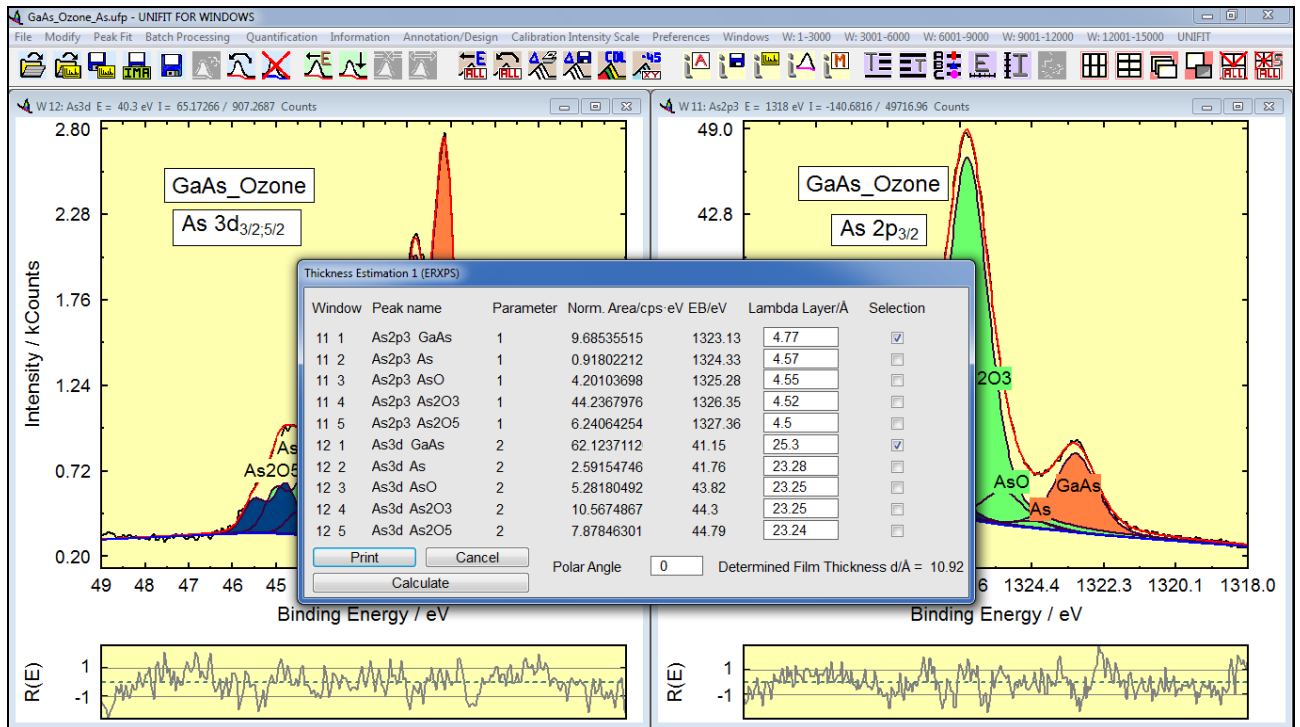 GaAs_Ozone_As.ufp - UNIFIT FOR WINDOWS
File Modify Peak Fit Batch Processing Quantification Information Annotation/Design Calibration Intensity Scale Preferences Windows W: 1-3000 W: 3001-6000 W: 6001-9000 W: 9001-12000 W: 12001-15000 UNIFIT
W 12: As3d E = 40.3 eV I = 65.17266 / 907.2687 Counts
2.80
2.28
1.76
1.24
0.72
0.20
Intensity / kCounts
GaAs_Ozone
As 3d3/2;5/2
As
As2O5
49 48 47 46 45
Binding Energy / eV
R(E)
1
-1
W 11: As2p3 E = 1318 eV I = -140.6816 / 49716.96 Counts
49.0
42.8
GaAs_Ozone
As 2p3/2
2O3
AsO
GaAs
As
6 1324.4 1322.3 1320.1 1318.0
Binding Energy / eV
R(E)
1
-1
Thickness Estimation 1 (ERXPS)
Window Peak name Parameter Norm. Area/cps·eV EB/eV Lambda Layer/Å Selection
11 1 As2p3 GaAs 1 9.68535515 1323.13 4.77
11 2 As2p3 As 1 0.91802212 1324.33 4.57
11 3 As2p3 AsO 1 4.20103698 1325.28 4.55
11 4 As2p3 As2O3 1 44.2367976 1326.35 4.52
11 5 As2p3 As2O5 1 6.24064254 1327.36 4.5
12 1 As3d GaAs 2 62.1237112 41.15 25.3
12 2 As3d As 2 2.59154746 41.76 23.28
12 3 As3d AsO 2 5.28180492 43.82 23.25
12 4 As3d As2O3 2 10.5674867 44.3 23.25
12 5 As3d As2O5 2 7.87846301 44.79 23.24
Print Cancel
Calculate
Polar Angle 0 Determined Film Thickness d/Å = 10.92